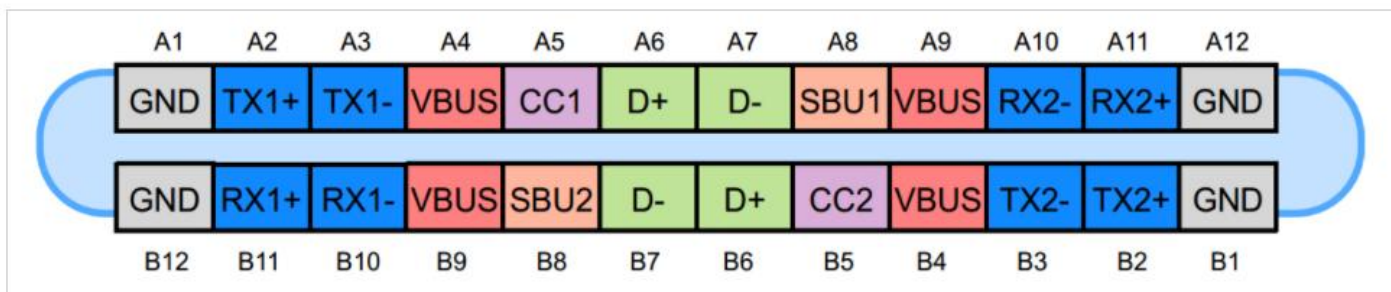 A1 A2 A3 A4 A5 A6 A7 A8 A9 A10 A11 A12
GND TX1+ TX1- VBUS CC1 D+ D- SBU1 VBUS RX2- RX2+ GND
GND RX1+ RX1- VBUS SBU2 D- D+ CC2 VBUS TX2- TX2+ GND
B12 B11 B10 B9 B8 B7 B6 B5 B4 B3 B2 B1